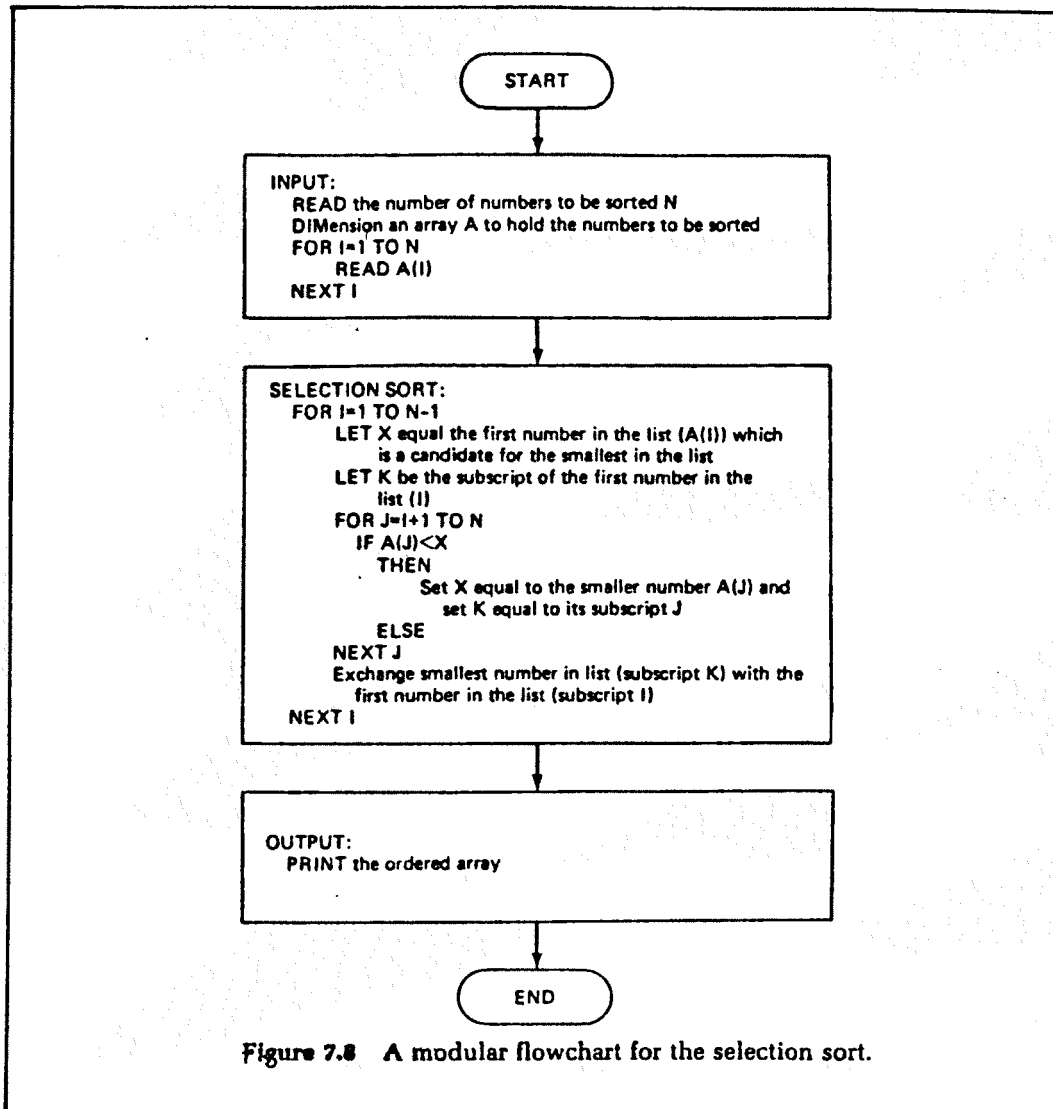 START
INPUT:
READ the number of numbers to be sorted N
DIMension an array A to hold the numbers to be sorted
FOR I=1 TO N
READ A(I)
NEXT I
SELECTION SORT:
FOR I=1 TO N-1
LET X equal the first number in the list (A(I)) which
is a candidate for the smallest in the list
LET K be the subscript of the first number in the
list (I)
FOR J=I+1 TO N
IF A(J)<X
THEN
Set X equal to the smaller number A(J) and
set K equal to its subscript J
ELSE
NEXT J
Exchange smallest number in list (subscript K) with the
first number in the list (subscript I)
NEXT I
OUTPUT:
PRINT the ordered array
END
Figure 7.8 A modular flowchart for the selection sort.